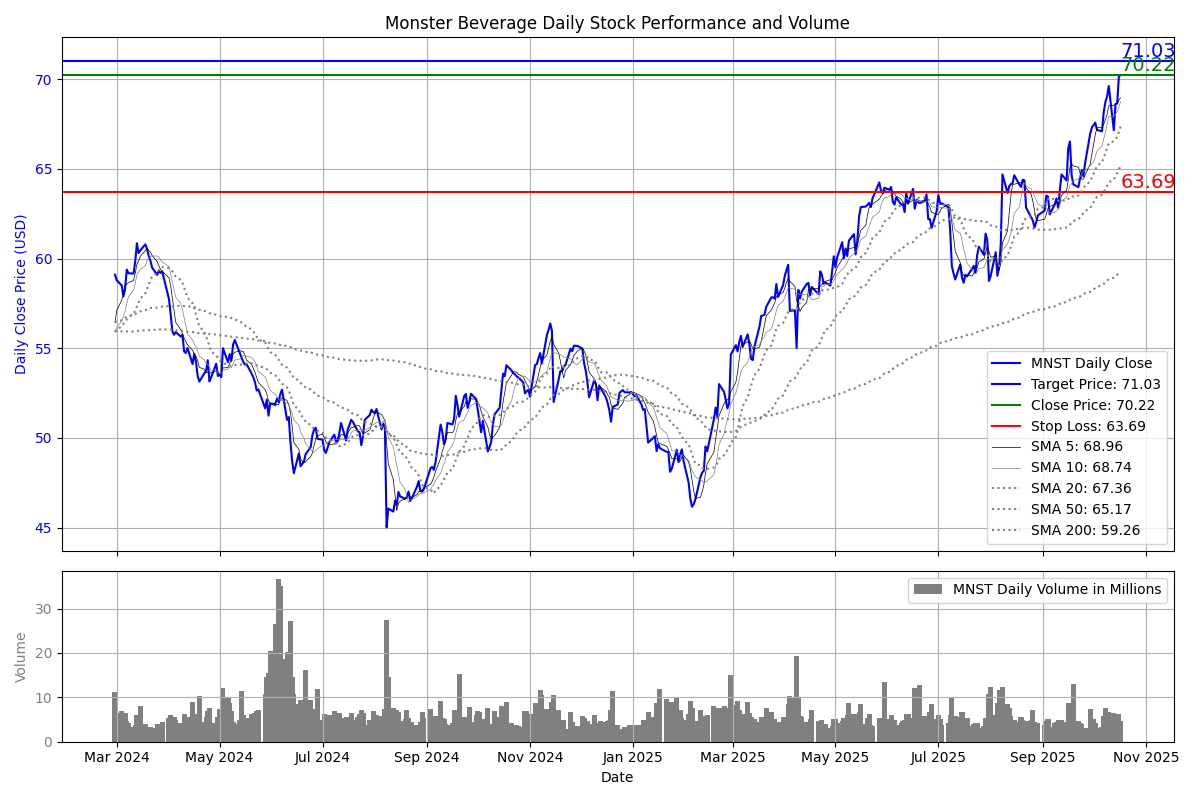 Monster Beverage Daily Stock Performance and Volume
71.03
70.22
70
65
63.69
60
55
50
45
Daily Close Price (USD)
MNST Daily Close
Target Price: 71.03
Close Price: 70.22
Stop Loss: 63.69
SMA 5: 68.96
SMA 10: 68.74
SMA 20: 67.36
SMA 50: 65.17
SMA 200: 59.26
MNST Daily Volume in Millions
30
20
10
0
Volume
Mar 2024 May 2024 Jul 2024 Sep 2024 Nov 2024 Jan 2025 Mar 2025 May 2025 Jul 2025 Sep 2025 Nov 2025
Date